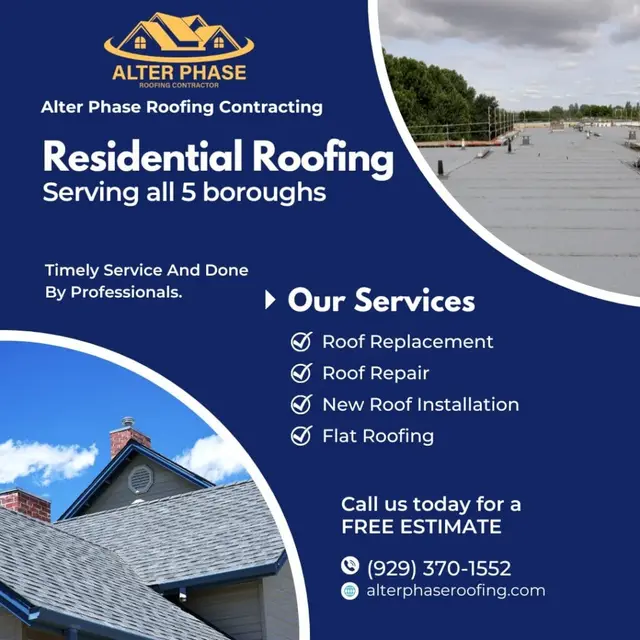 ALTER PHASE
ROOFING CONTRACTOR
Alter Phase Roofing Contracting
Residential Roofing
Serving all 5 boroughs
Timely Service And Done
By Professionals.
Our Services
Roof Replacement
Roof Repair
New Roof Installation
Flat Roofing
Call us today for a
FREE ESTIMATE
(929) 370-1552
alterphaseroofing.com